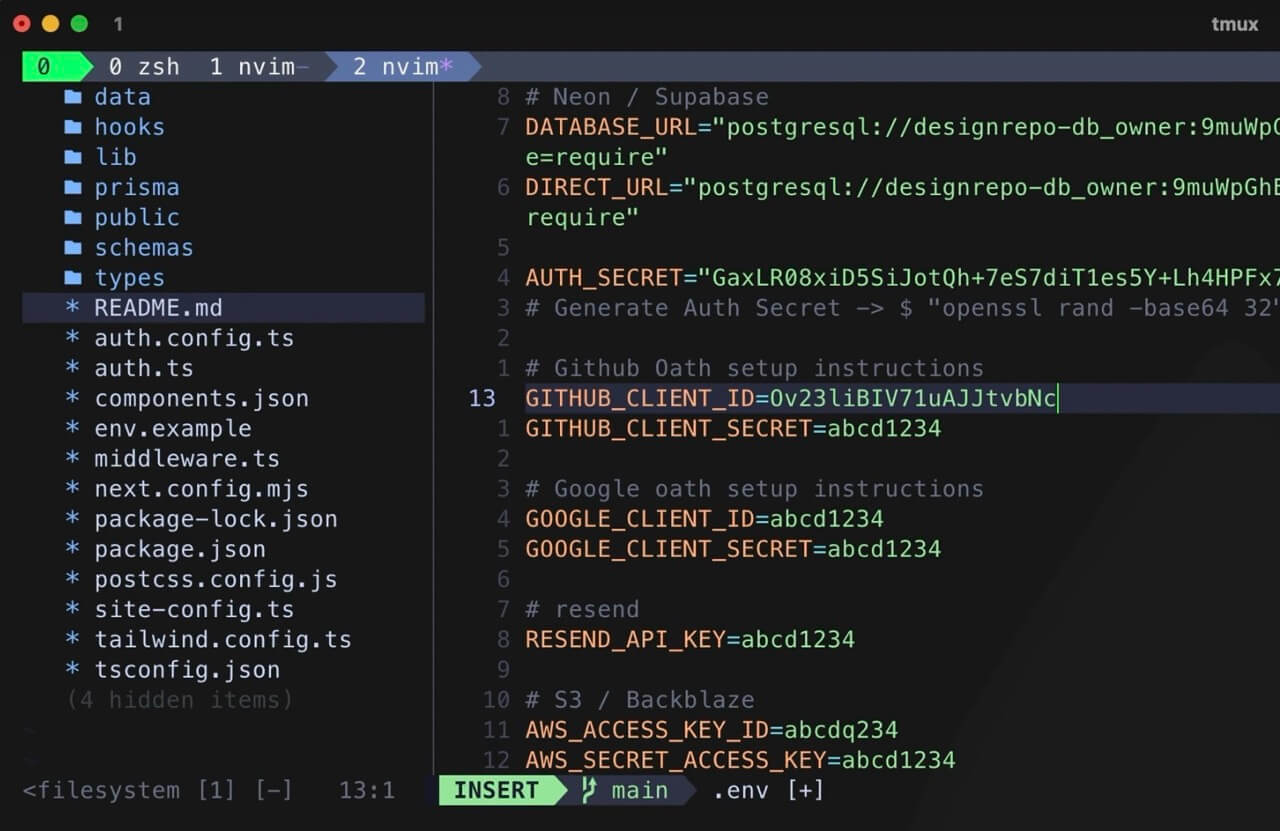 1
tmux
0 0 zsh 1 nvim- 2 nvim*
data
hooks
lib
prisma
public
schemas
types
* README.md
* auth.config.ts
* auth.ts
* components.json
* env.example
* middleware.ts
* next.config.mjs
* package-lock.json
* package.json
* postcss.config.js
* site-config.ts
* tailwind.config.ts
* tsconfig.json
(4 hidden items)
<filesystem [1] [-] 13:1
8 # Neon / Supabase
7 DATABASE_URL="postgresql://designrepo-db_owner:9muWpG
e=require"
6 DIRECT_URL="postgresql://designrepo-db_owner:9muWpGhE
require"
5
4 AUTH_SECRET="GaxLR08xiD5SiJotQh+7eS7diT1es5Y+Lh4HPFx7
3 # Generate Auth Secret -> $ "openssl rand -base64 32"
2
1 # Github Oath setup instructions
13 GITHUB_CLIENT_ID=Ov23liBIV71uAJJtvbNc
1 GITHUB_CLIENT_SECRET=abcd1234
2
3 # Google oath setup instructions
4 GOOGLE_CLIENT_ID=abcd1234
5 GOOGLE_CLIENT_SECRET=abcd1234
6
7 # resend
8 RESEND_API_KEY=abcd1234
9
10 # S3 / Backblaze
11 AWS_ACCESS_KEY_ID=abcdq234
12 AWS_SECRET_ACCESS_KEY=abcd1234
INSERT main .env [+]